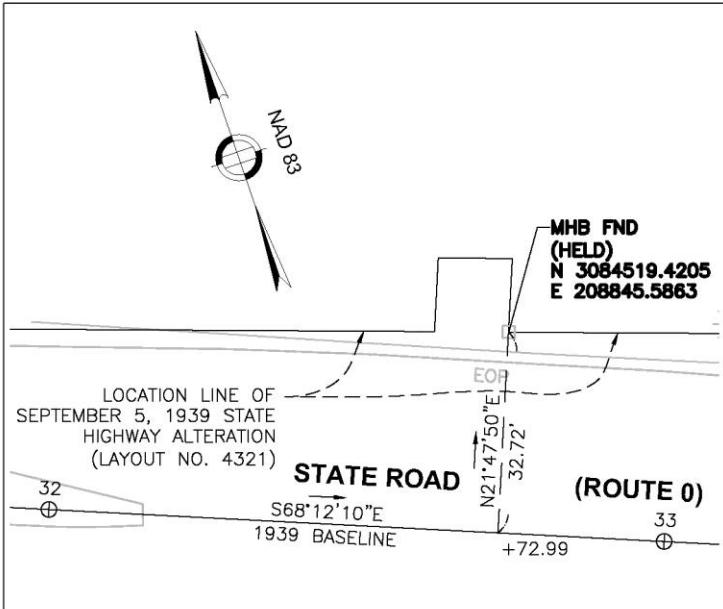 NAD 83
MHB FND
(HELD)
N 3084519.4205
E 208845.5863
EOP
LOCATION LINE OF
SEPTEMBER 5, 1939 STATE
HIGHWAY ALTERATION
(LAYOUT NO. 4321)
N21°47'50"E
32.72'
STATE ROAD
(ROUTE 0)
32
S68°12'10"E
1939 BASELINE
+72.99
33